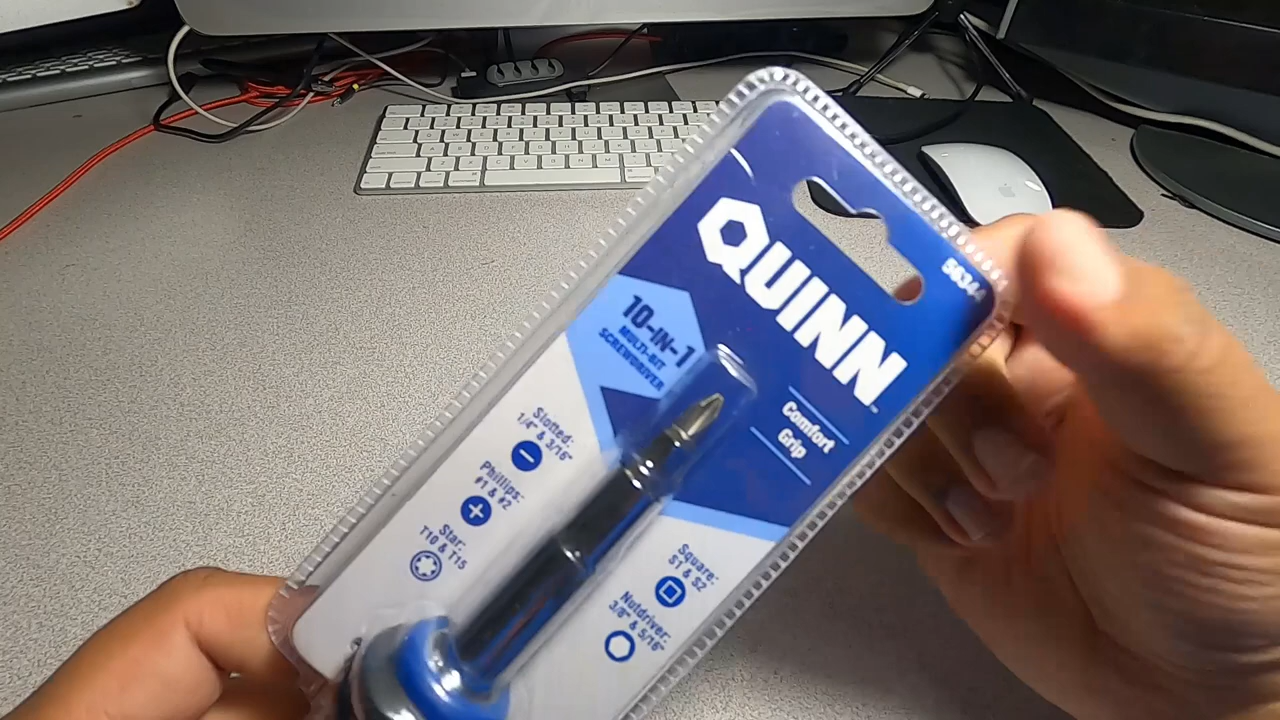 QUINN™
10-IN-1
MULTI-BIT
SCREWDRIVER
Comfort
Grip
Slotted:
1/4" & 3/16"
Phillips:
#1 & #2
Star:
T10 & T15
Square:
S1 & S2
Nutdriver:
3/8" & 5/16"